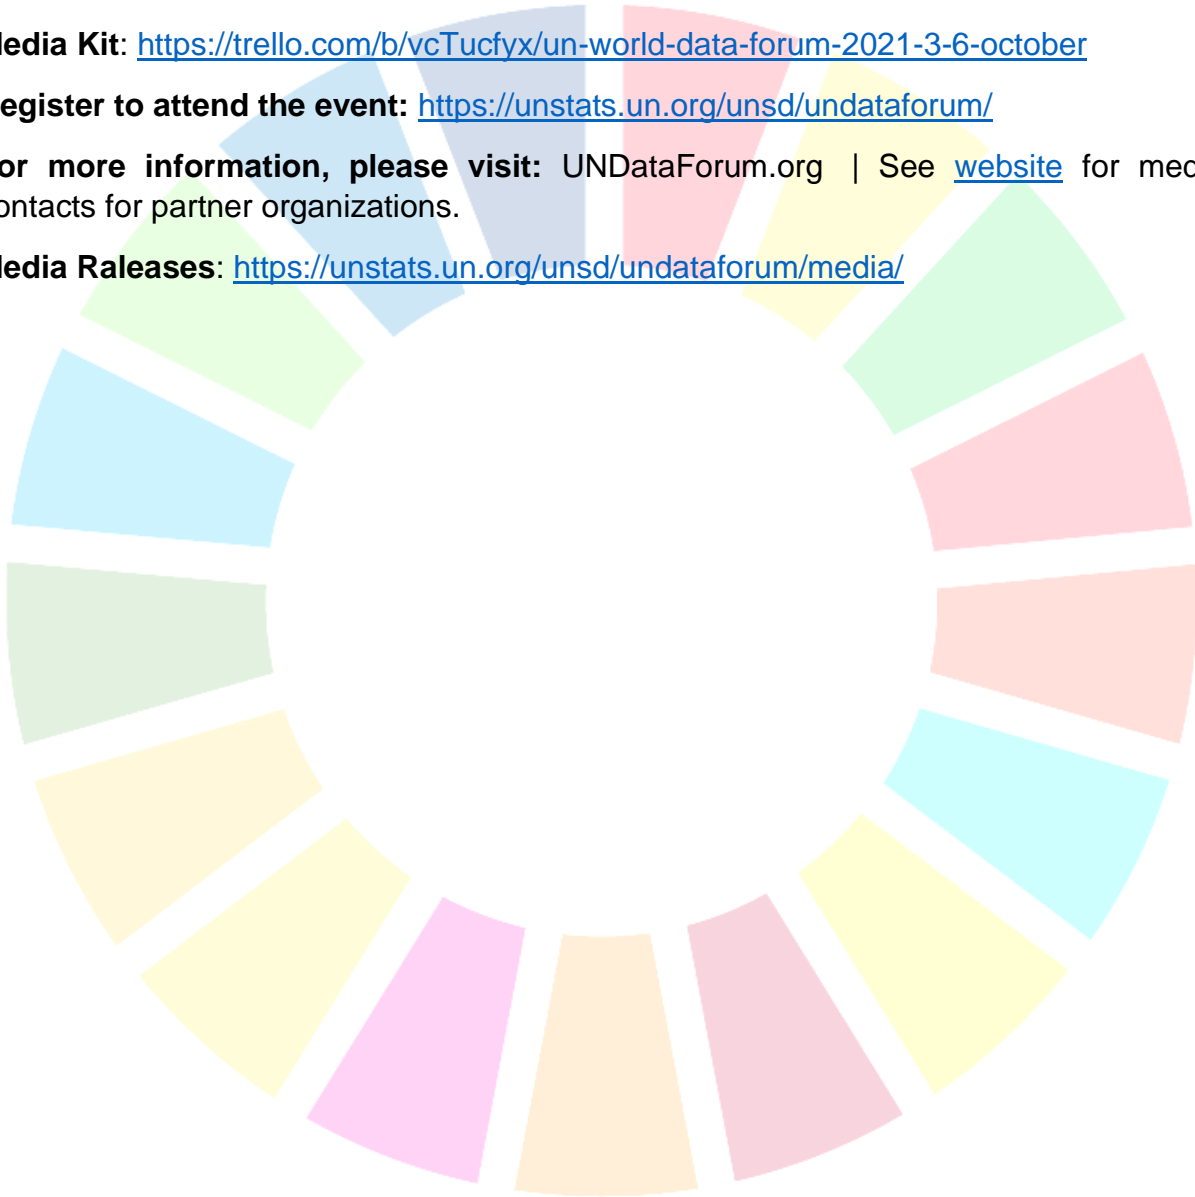 edia Kit: https://trello.com/b/vcTucfyx/un-world-data-forum-2021-3-6-october
egister to attend the event: https://unstats.un.org/unsd/undataforum/
or more information, please visit: UNDataForum.org | See website for med
ontacts for partner organizations.
edia Raleases: https://unstats.un.org/unsd/undataforum/media/